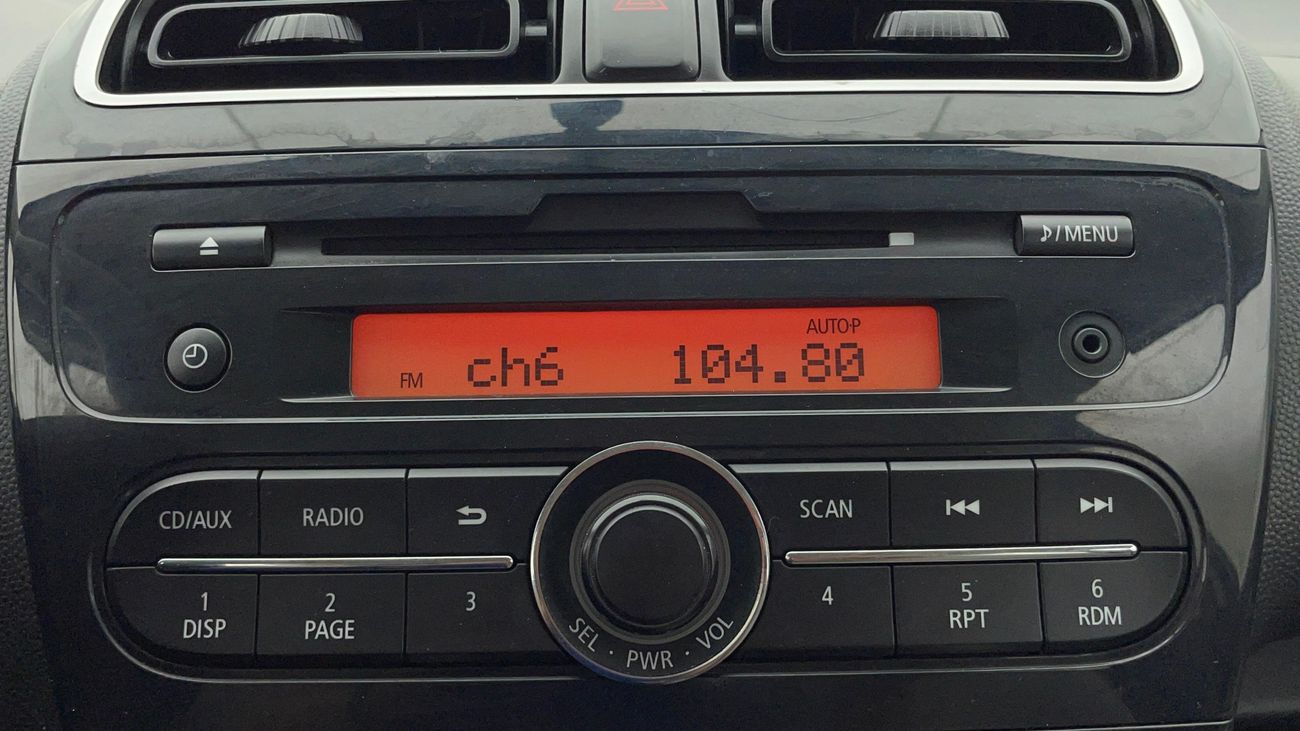 ♪/MENU
AUTO·P
FM ch6 104.80
CD/AUX RADIO SCAN
1 2 3 4 5 6
DISP PAGE RPT RDM
SEL · PWR · VOL